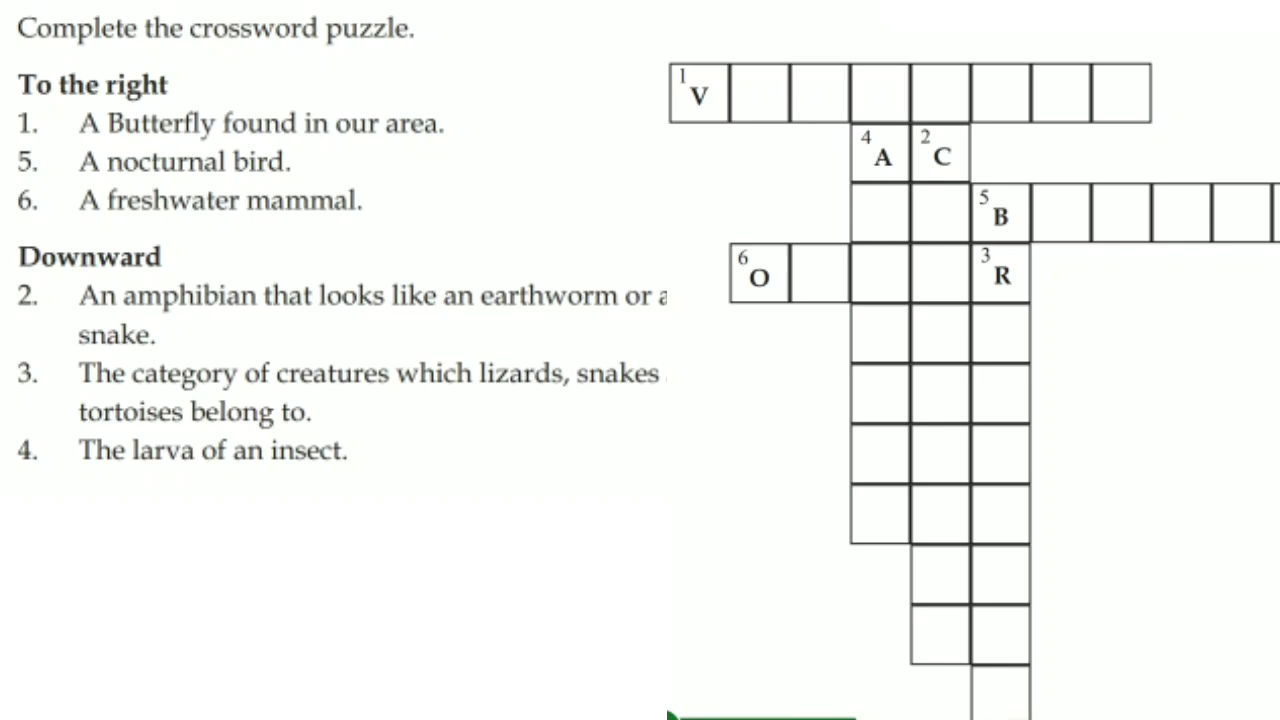 Complete the crossword puzzle.
To the right
1. A Butterfly found in our area.
5. A nocturnal bird.
6. A freshwater mammal.
Downward
2. An amphibian that looks like an earthworm or a
snake.
3. The category of creatures which lizards, snakes
tortoises belong to.
4. The larva of an insect.
1 V
4 A 2 C
5 B
6 O 3 R